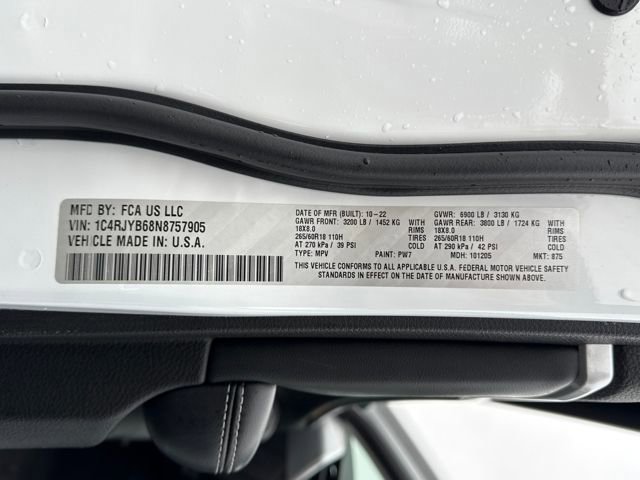 MFD BY: FCA US LLC
VIN: 1C4RJYB68N8757905
VEHICLE MADE IN U.S.A.
DATE OF MFR (BUILT): 10-22 GVWR: 6900 LB / 3130 KG
GAWR FRONT: 3200 LB / 1452 KG WITH GAWR REAR: 3800 LB / 1724 KG WITH
18X8.0 RIMS 18X8.0 RIMS
265/60R18 110H TIRES 265/60R18 110H TIRES
AT 270 kPa / 39 PSI COLD AT 290 kPa / 42 PSI COLD
TYPE: MPV PAINT: PW7 MDH: 101205 MKT: 875
THIS VEHICLE CONFORMS TO ALL APPLICABLE U.S.A. FEDERAL MOTOR VEHICLE SAFETY
STANDARDS IN EFFECT ON THE DATE OF MANUFACTURE SHOWN ABOVE.